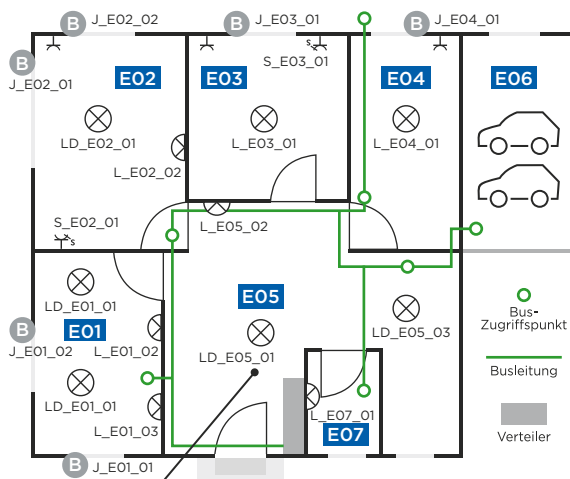 B J_E02_02
B J_E03_01
B J_E04_01
B
J_E02_01
S_E03_01
E02
E03
E04
E06
LD_E02_01
L_E03_01
L_E04_01
L_E02_02
S_E02_01
L_E05_02
LD_E01_01
E05
Bus-
Zugriffspunkt
B
E01
J_E01_02
L_E01_02
LD_E05_01
LD_E05_03
Busleitung
LD_E01_01
L_E07_01
L_E01_03
E07
Verteiler
B J_E01_01
s
s